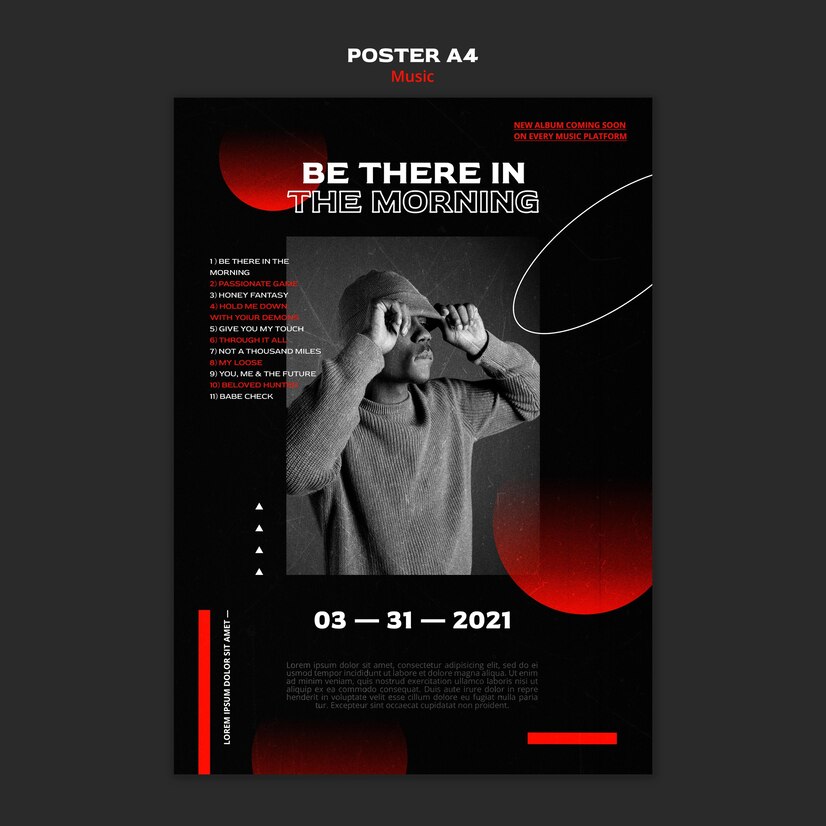 POSTER A4
Music
NEW ALBUM COMING SOON
ON EVERY MUSIC PLATFORM
BE THERE IN
THE MORNING
1 ) BE THERE IN THE
MORNING
2) PASSIONATE GAME
3) HONEY FANTASY
4) HOLD ME DOWN
WITH YOIUR DEMONS
5) GIVE YOU MY TOUCH
6) THROUGH IT ALL
7) NOT A THOUSAND MILES
8) MY LOOSE
9) YOU, ME & THE FUTURE
10) BELOVED HUNTER
11) BABE CHECK
03 — 31 — 2021
LOREM IPSUM DOLOR SIT AMET —
Lorem ipsum dolor sit amet, consectetur adipisicing elit, sed do ei
usmod tempor incididunt ut labore et dolore magna aliqua. Ut enim
ad minim veniam, quis nostrud exercitation ullamco laboris nisi ut
aliquip ex ea commodo consequat. Duis aute irure dolor in repre
henderit in voluptate velit esse cillum dolore eu fugiat nulla paria
tur. Excepteur sint occaecat cupidatat non proident.